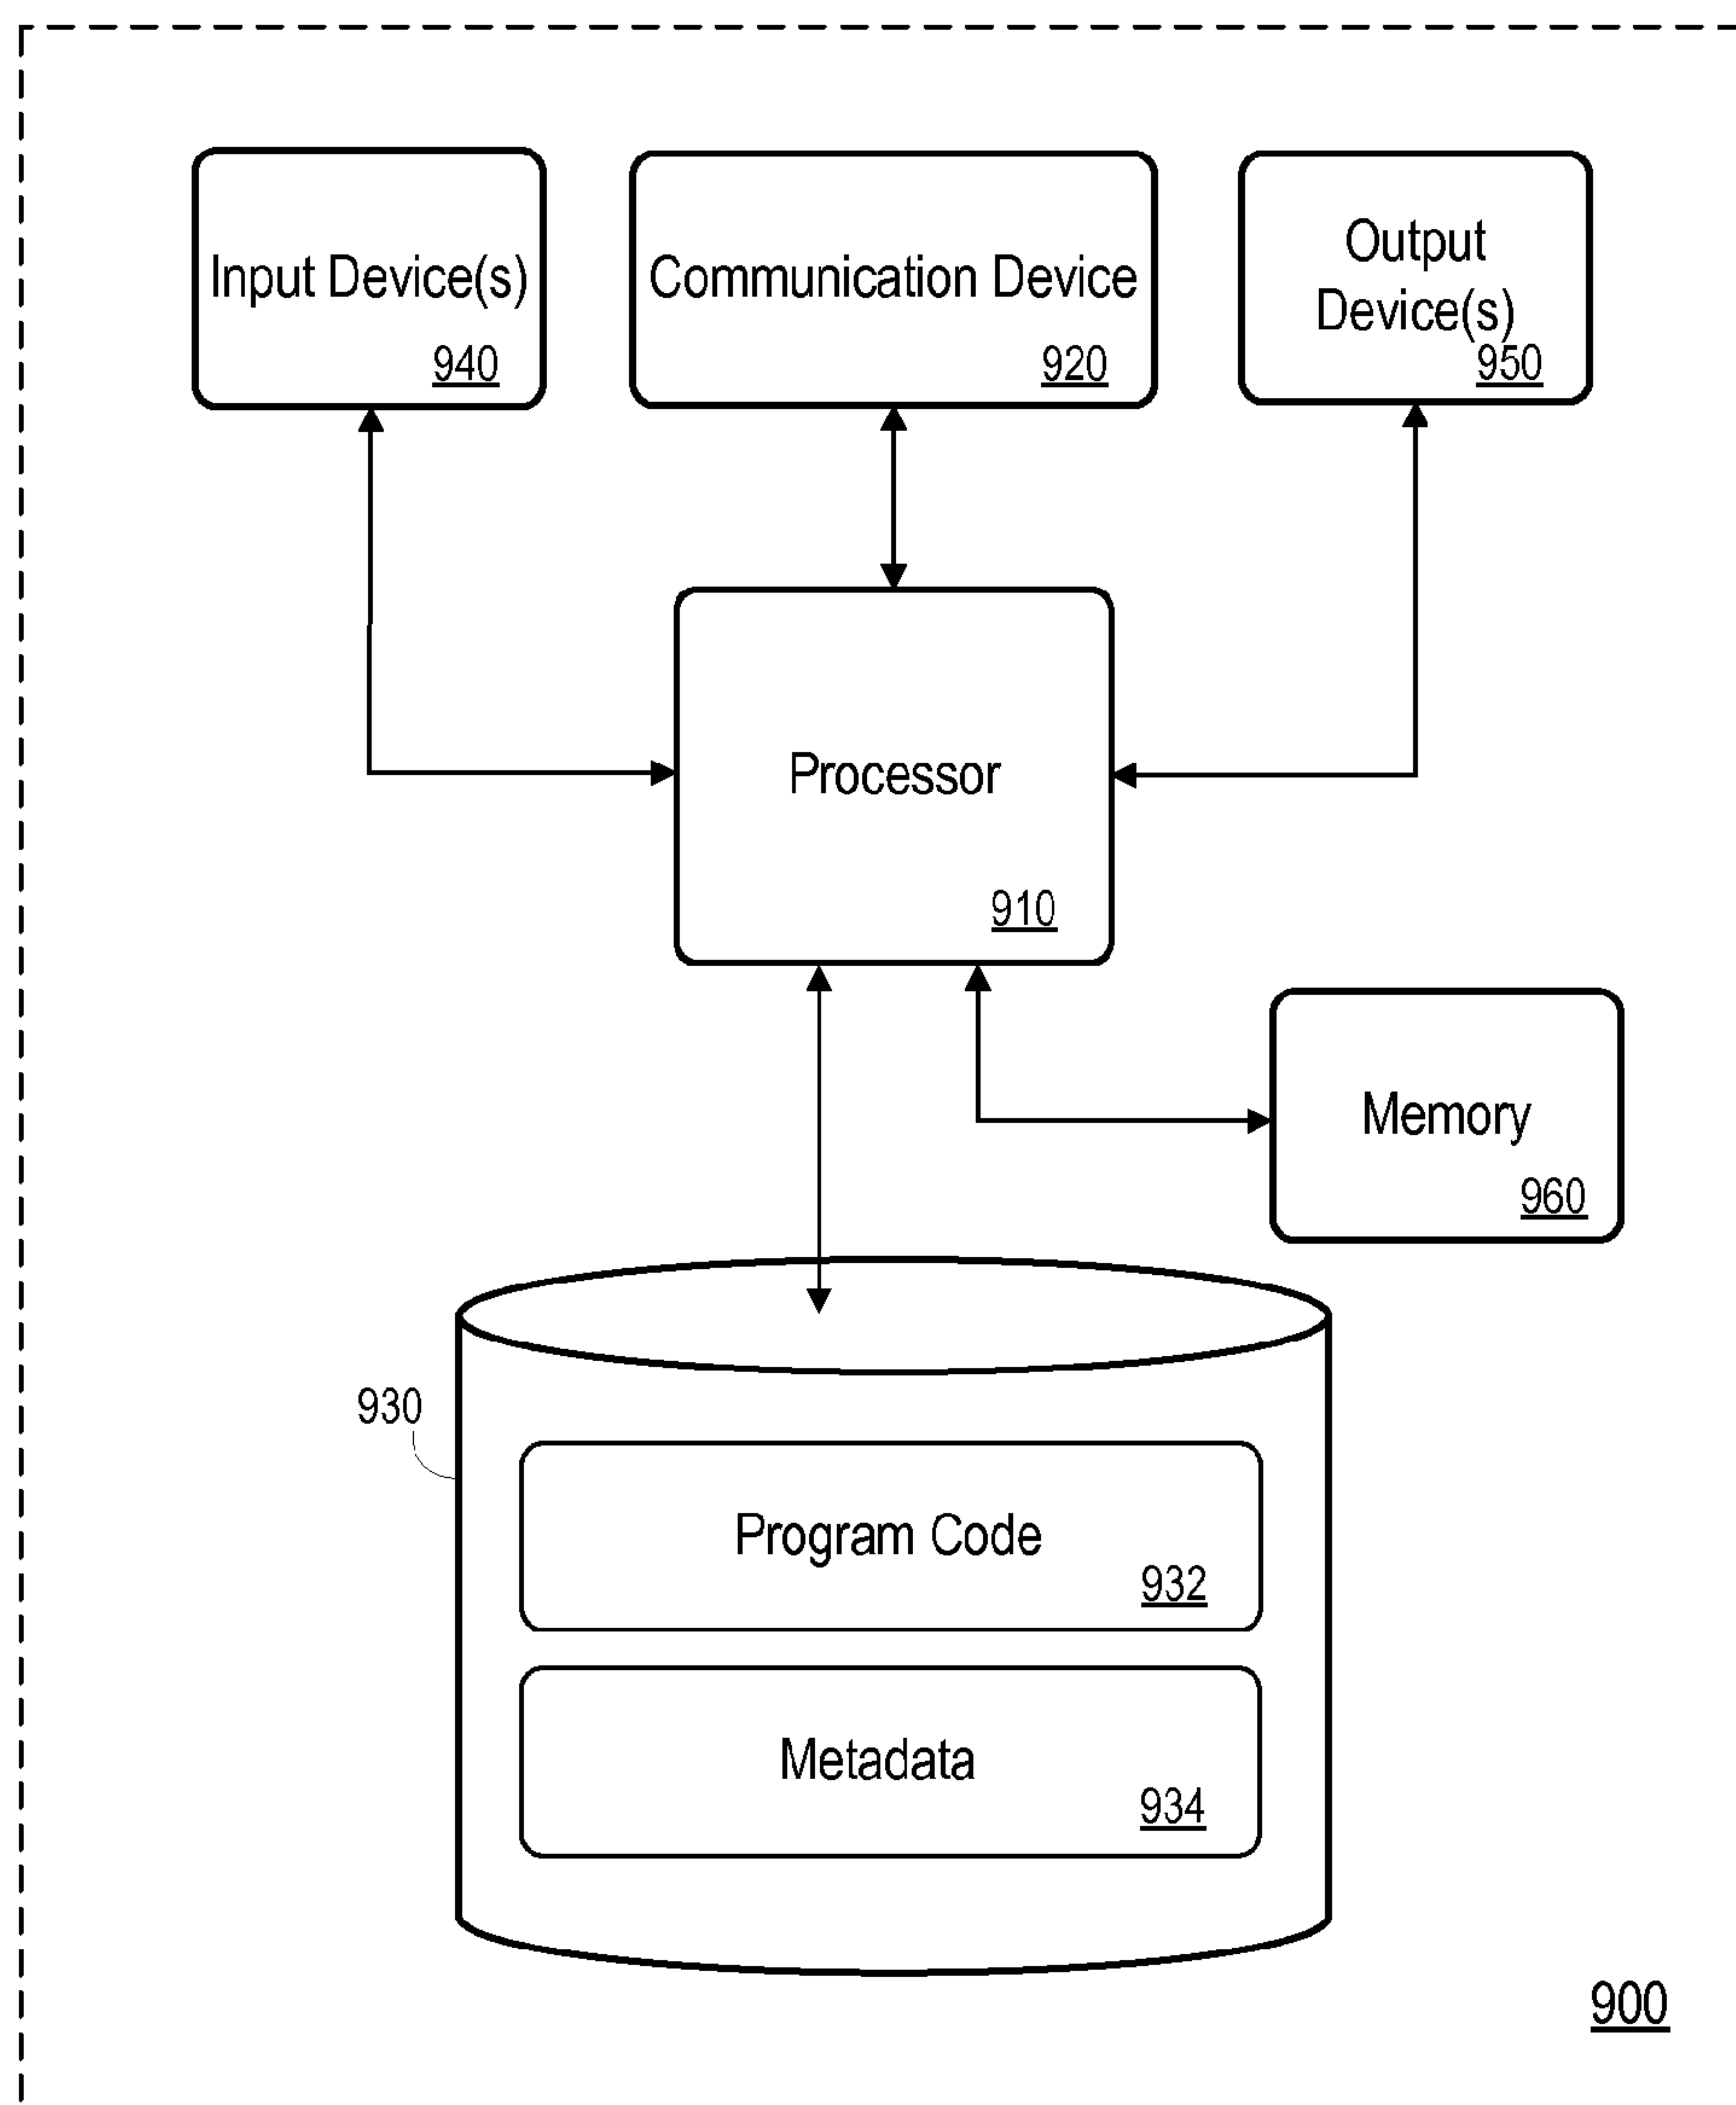 Input Device(s)
940
Communication Device
920
Output
Device(s)
950
Processor
910
Memory
960
930
Program Code
932
Metadata
934
900